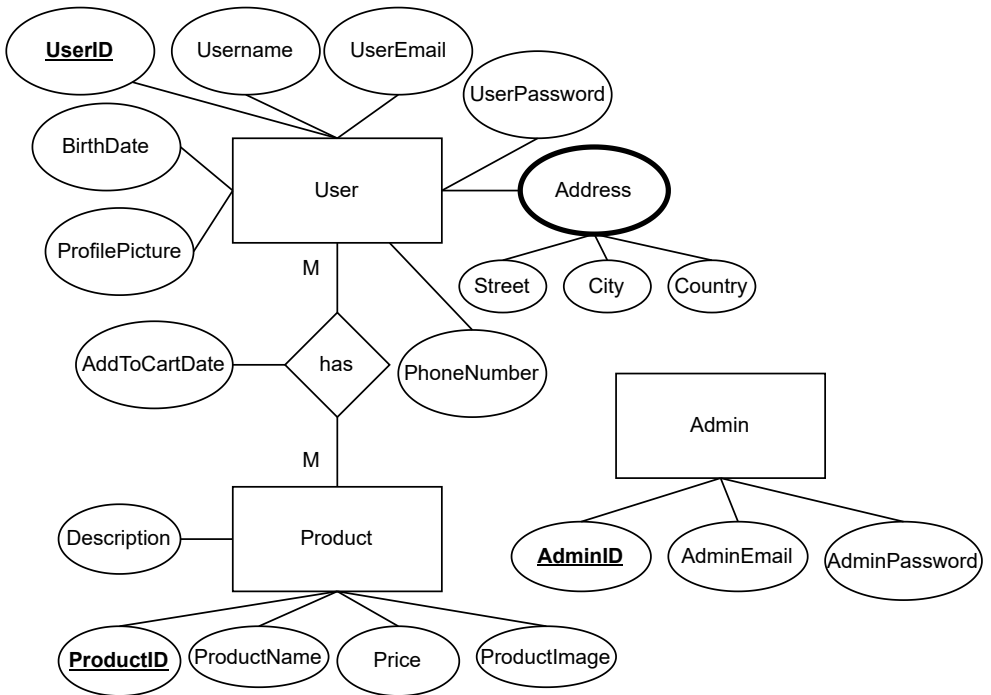 UserID
Username
UserEmail
UserPassword
BirthDate
User
Address
ProfilePicture
Street
City
Country
M
AddToCartDate
has
PhoneNumber
Admin
M
Description
Product
AdminID
AdminEmail
AdminPassword
ProductID
ProductName
Price
ProductImage